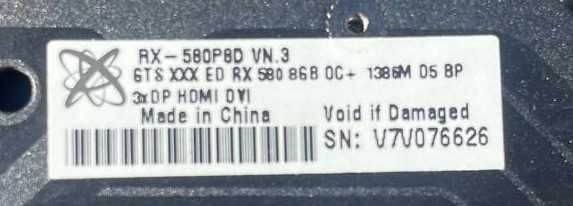 RX-580P8D VN.3
GTS XXX ED RX 580 8GB OC+ 1386M D5 BP
3xDP HDMI DVI
Made in China
Void if Damaged
SN: V7V076626